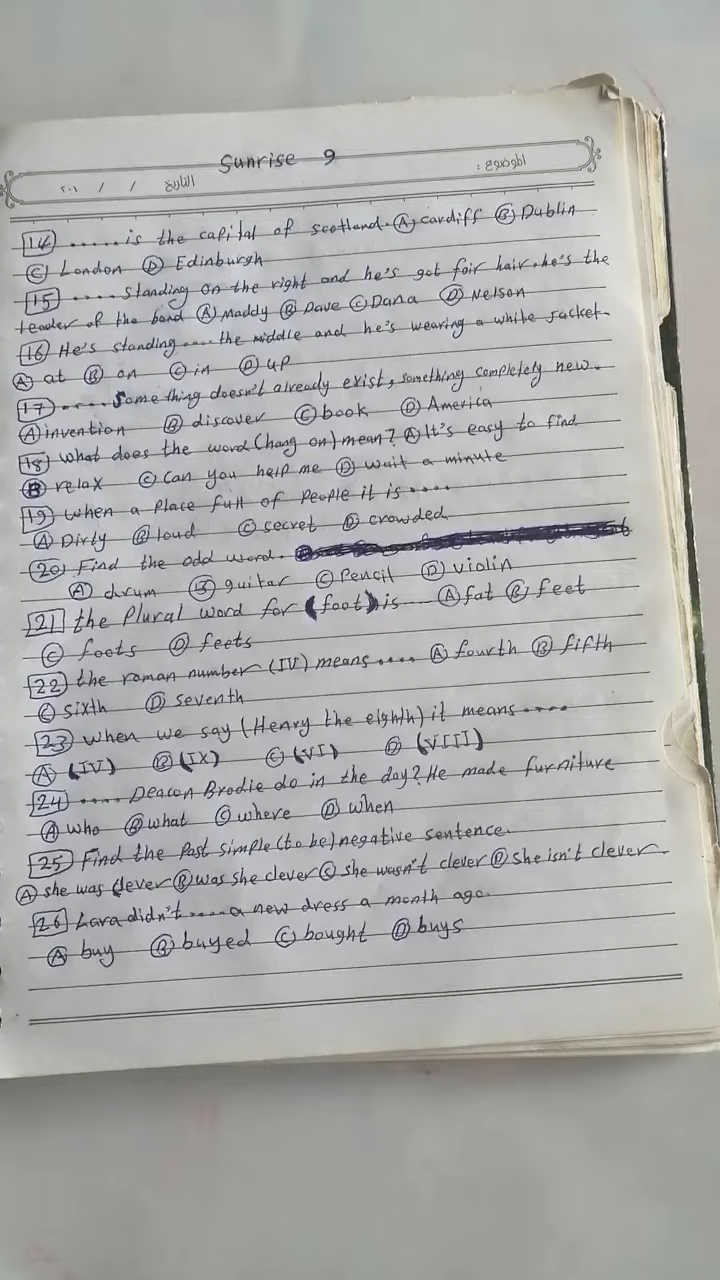 Sunrise 9
الموضوع :
التاريخ / / ٢٠١
14 ..... is the capital of scotland. Ⓐ cardiff Ⓑ Dublin
Ⓒ London Ⓓ Edinburgh
15 .... standing on the right and he's got fair hair. he's the
leader of the band Ⓐ Maddy Ⓑ Dave Ⓒ Dana Ⓓ Nelson
16 He's standing .... the middle and he's wearing a white jacket.
Ⓐ at Ⓑ on Ⓒ in Ⓓ up
17 .... Something doesn't already exist, something completely new.
Ⓐ invention Ⓑ discover Ⓒ book Ⓓ America
18 what does the word (hang on) mean? Ⓐ It's easy to find
Ⓑ relax Ⓒ can you help me Ⓓ wait a minute
19 when a place full of people it is ....
Ⓐ Dirty Ⓑ loud Ⓒ secret Ⓓ crowded
20 Find the odd word.
Ⓐ drum Ⓑ guitar Ⓒ Pencil Ⓓ violin
21 the plural word for (foot) is ... Ⓐ fat Ⓑ feet
Ⓒ foots Ⓓ feets
22 the roman number (IV) means .... Ⓐ fourth Ⓑ fifth
Ⓒ sixth Ⓓ seventh
23 when we say (Henry the eighth) it means ....
Ⓐ (IV) Ⓑ (IX) Ⓒ (VI) Ⓓ (VIII)
24 .... Deacon Brodie do in the day? He made furniture
Ⓐ who Ⓑ what Ⓒ where Ⓓ when
25 Find the Past simple (to be) negative sentence.
Ⓐ she was clever Ⓑ was she clever Ⓒ she wasn't clever Ⓓ she isn't clever
26 Lara didn't .... a new dress a month ago.
Ⓐ buy Ⓑ buyed Ⓒ bought Ⓓ buys